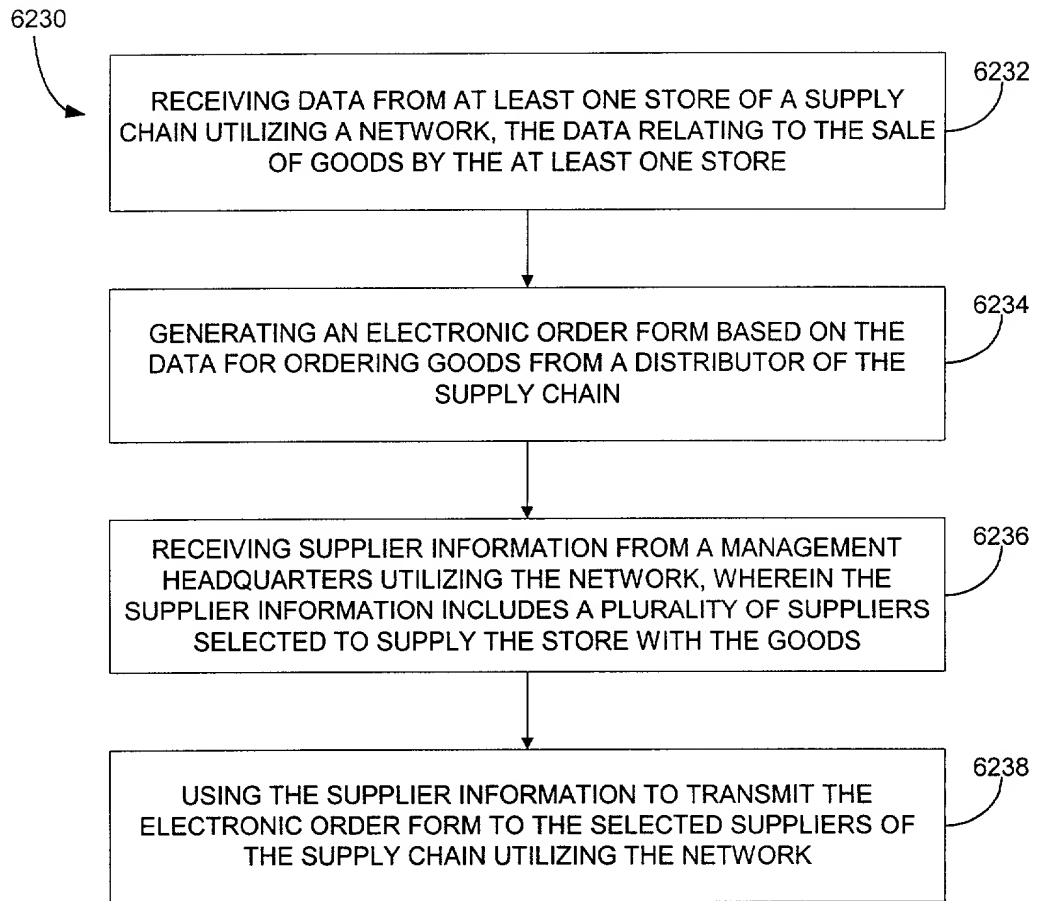 6230
RECEIVING DATA FROM AT LEAST ONE STORE OF A SUPPLY
CHAIN UTILIZING A NETWORK, THE DATA RELATING TO THE SALE
OF GOODS BY THE AT LEAST ONE STORE
6232
GENERATING AN ELECTRONIC ORDER FORM BASED ON THE
DATA FOR ORDERING GOODS FROM A DISTRIBUTOR OF THE
SUPPLY CHAIN
6234
RECEIVING SUPPLIER INFORMATION FROM A MANAGEMENT
HEADQUARTERS UTILIZING THE NETWORK, WHEREIN THE
SUPPLIER INFORMATION INCLUDES A PLURALITY OF SUPPLIERS
SELECTED TO SUPPLY THE STORE WITH THE GOODS
6236
USING THE SUPPLIER INFORMATION TO TRANSMIT THE
ELECTRONIC ORDER FORM TO THE SELECTED SUPPLIERS OF
THE SUPPLY CHAIN UTILIZING THE NETWORK
6238